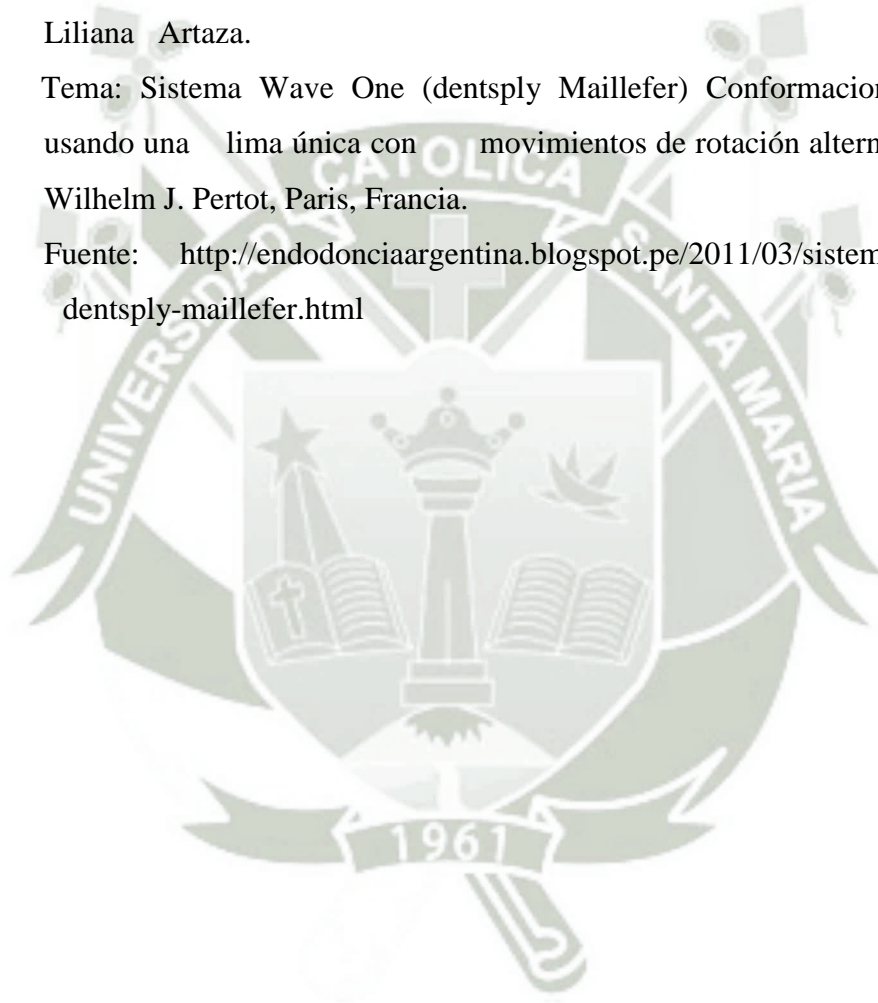 Liliana Artaza.
Tema: Sistema Wave One (dentsply Maillefer) Conformacion
usando una lima única con movimientos de rotación altern
Wilhelm J. Pertot, Paris, Francia.
Fuente: http://endodonciaargentina.blogspot.pe/2011/03/sistem
dentsply-maillefer.html
UNIVERSIDAD CATOLICA SANTA MARIA
1961